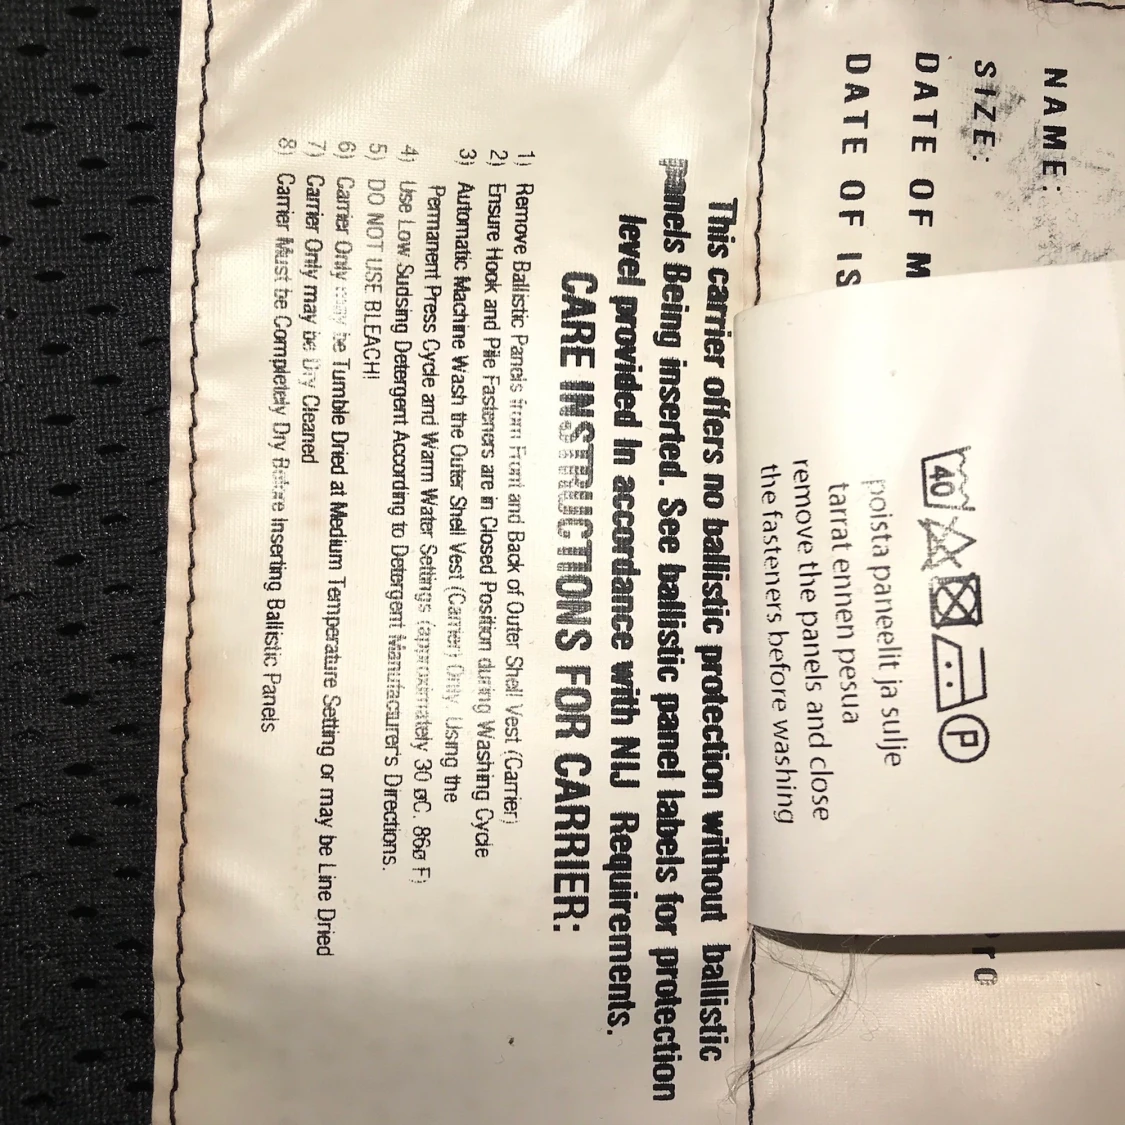 NAME:
SIZE:
DATE OF M
DATE OF IS
40 P
poista paneelit ja sulje
tarrat ennen pesua
remove the panels and close
the fasteners before washing
This carrier offers no ballistic protection without ballistic
panels Being inserted. See ballistic panel labels for protection
level provided in accordance with NIJ Requirements.
CARE INSTRUCTIONS FOR CARRIER:
1) Remove Ballistic Panels from Front and Back of Outer Shell Vest (Carrier)
2) Ensure Hook and Pile Fasteners are in Closed Position during Washing Cycle
3) Automatic Machine Wash the Outer Shell Vest (Carrier) Only Using the
Permanent Press Cycle and Warm Water Settings (approximately 30 øC. 86ø F)
4) Use Low Sudsing Detergent According to Detergent Manufacturer's Directions.
5) DO NOT USE BLEACH!
6) Carrier Only may be Tumble Dried at Medium Temperature Setting or may be Line Dried
7) Carrier Only may be Dry Cleaned
8) Carrier Must be Completely Dry Before Inserting Ballistic Panels